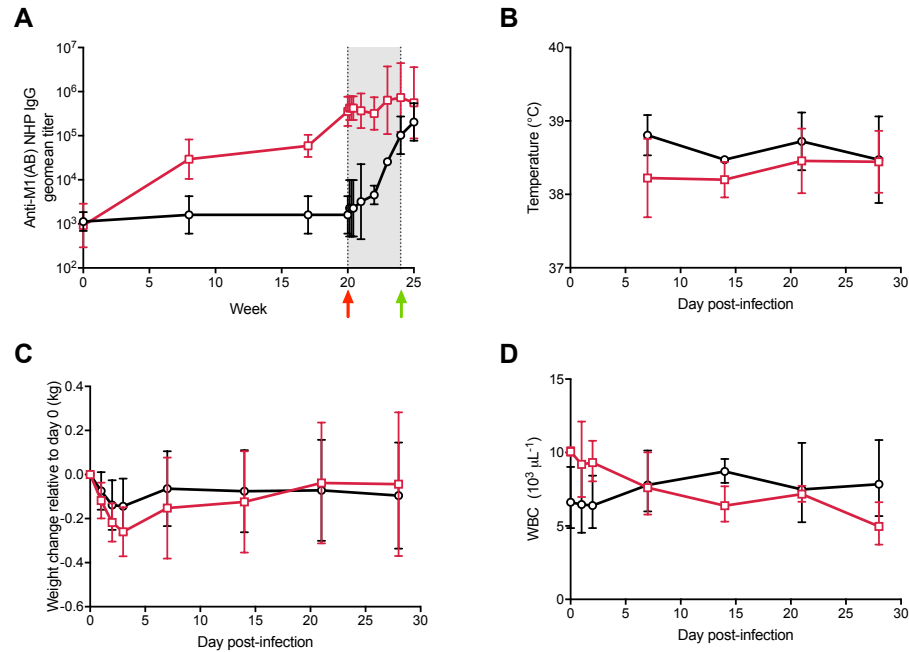 A
Anti-M1(AB) NHP IgG
geomean titer
10⁷
10⁶
10⁵
10⁴
10³
10²
0 5 10 15 20 25
Week
B
Temperature (°C)
40
39
38
37
0 5 10 15 20 25 30
Day post-infection
C
Weight change relative to day 0 (kg)
0.4
0.2
0.0
-0.2
-0.4
-0.6
0 5 10 15 20 25 30
Day post-infection
D
WBC (10³ µL⁻¹)
15
10
5
0
0 5 10 15 20 25 30
Day post-infection